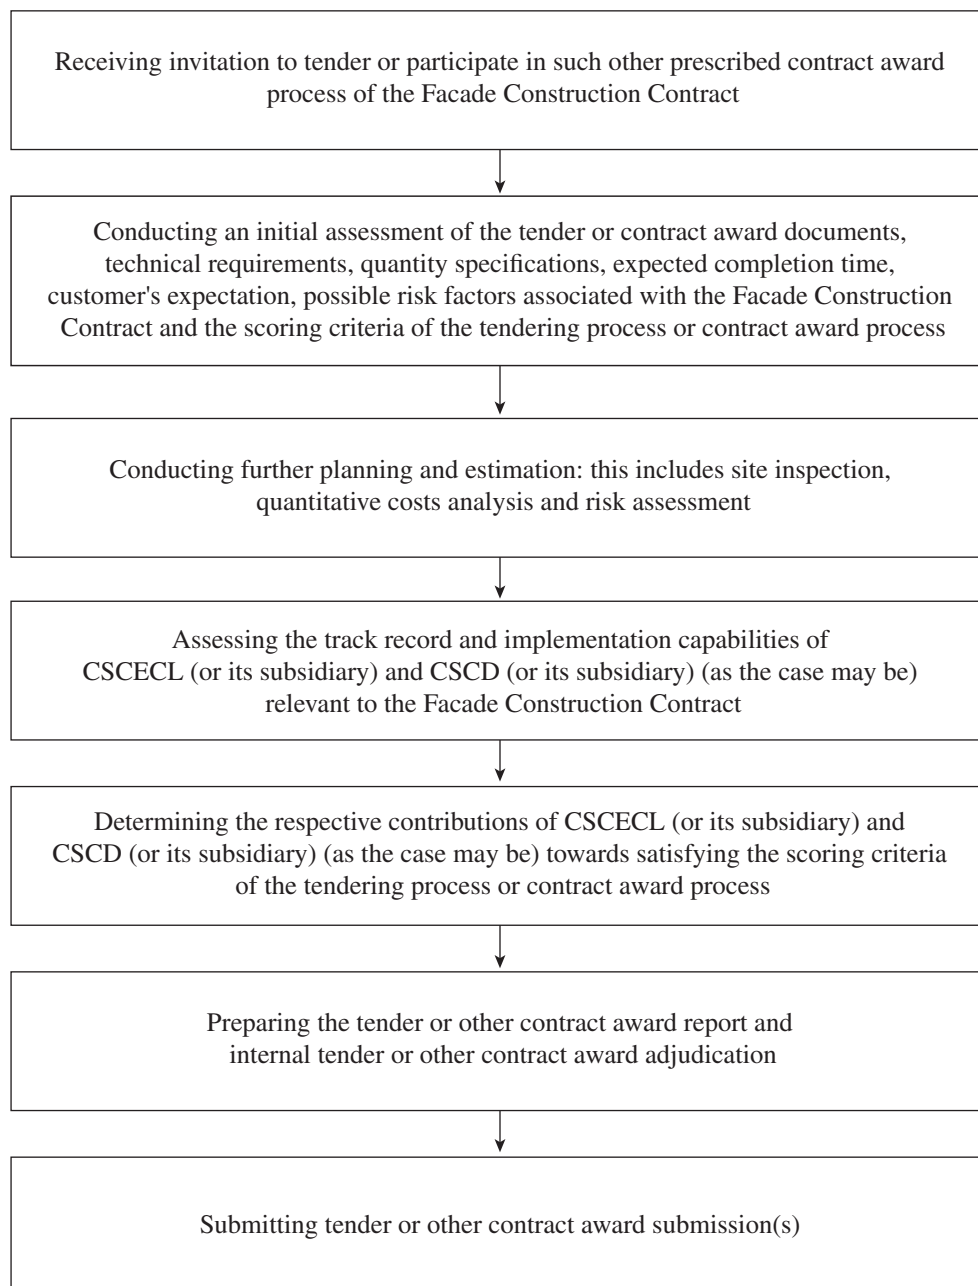 Receiving invitation to tender or participate in such other prescribed contract award
process of the Facade Construction Contract
Conducting an initial assessment of the tender or contract award documents,
technical requirements, quantity specifications, expected completion time,
customer's expectation, possible risk factors associated with the Facade Construction
Contract and the scoring criteria of the tendering process or contract award process
Conducting further planning and estimation: this includes site inspection,
quantitative costs analysis and risk assessment
Assessing the track record and implementation capabilities of
CSCECL (or its subsidiary) and CSCD (or its subsidiary) (as the case may be)
relevant to the Facade Construction Contract
Determining the respective contributions of CSCECL (or its subsidiary) and
CSCD (or its subsidiary) (as the case may be) towards satisfying the scoring criteria
of the tendering process or contract award process
Preparing the tender or other contract award report and
internal tender or other contract award adjudication
Submitting tender or other contract award submission(s)